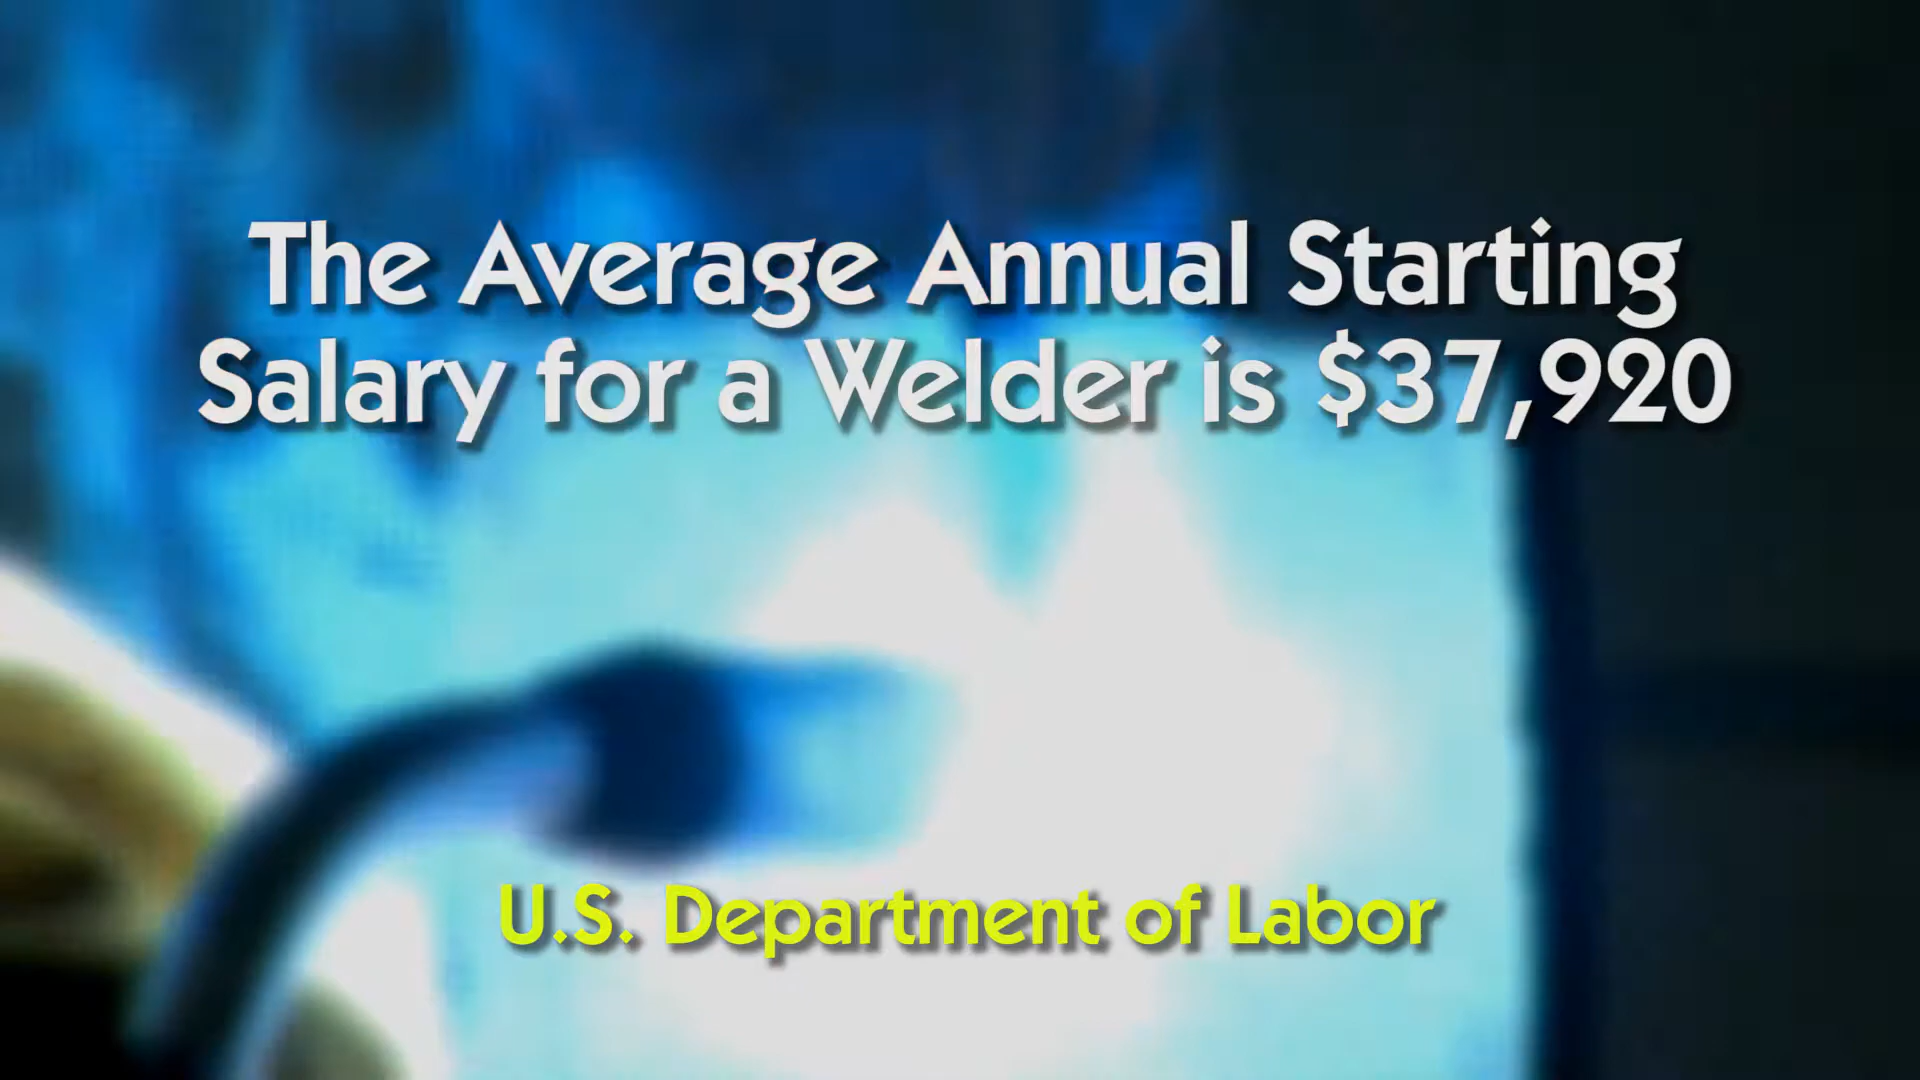 The Average Annual Starting
Salary for a Welder is $37,920
U.S. Department of Labor